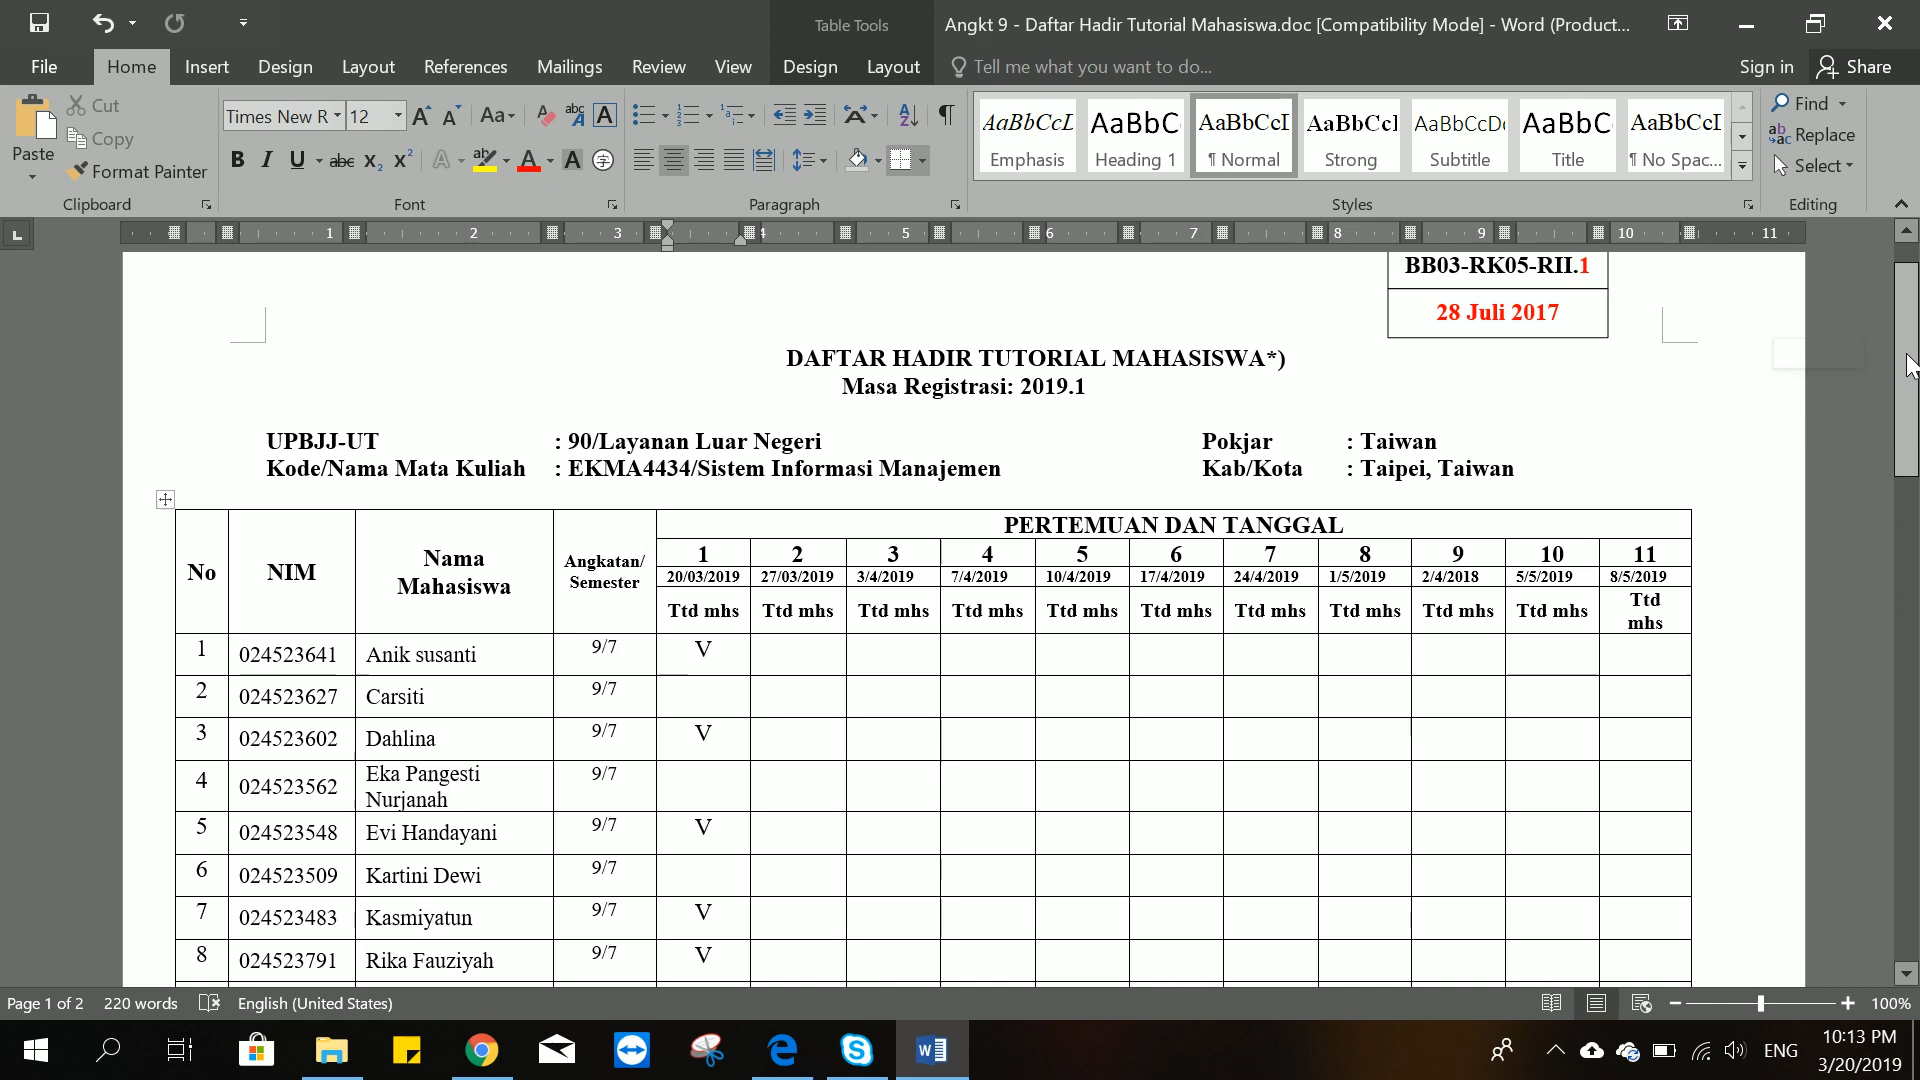 Table Tools
Angkt 9 - Daftar Hadir Tutorial Mahasiswa.doc [Compatibility Mode] - Word (Product...
File Home Insert Design Layout References Mailings Review View Design Layout Tell me what you want to do... Sign in Share
Paste
Cut
Copy
Format Painter
Clipboard
Times New R 12
Font
Paragraph
AaBbCcL AaBbC AaBbCcI AaBbCcI AaBbCcD AaBbC AaBbCcI
Emphasis Heading 1 ¶ Normal Strong Subtitle Title ¶ No Spac...
Styles
Find
Replace
Select
Editing
1 2 3 4 5 6 7 8 9 10 11
BB03-RK05-RII.1
28 Juli 2017
DAFTAR HADIR TUTORIAL MAHASISWA*)
Masa Registrasi: 2019.1
UPBJJ-UT : 90/Layanan Luar Negeri Pokjar : Taiwan
Kode/Nama Mata Kuliah : EKMA4434/Sistem Informasi Manajemen Kab/Kota : Taipei, Taiwan
No NIM Nama Mahasiswa Angkatan/ Semester PERTEMUAN DAN TANGGAL
1 2 3 4 5 6 7 8 9 10 11
20/03/2019 27/03/2019 3/4/2019 7/4/2019 10/4/2019 17/4/2019 24/4/2019 1/5/2019 2/4/2018 5/5/2019 8/5/2019
Ttd mhs Ttd mhs Ttd mhs Ttd mhs Ttd mhs Ttd mhs Ttd mhs Ttd mhs Ttd mhs Ttd mhs Ttd mhs
1 024523641 Anik susanti 9/7 V
2 024523627 Carsiti 9/7
3 024523602 Dahlina 9/7 V
4 024523562 Eka Pangesti Nurjanah 9/7
5 024523548 Evi Handayani 9/7 V
6 024523509 Kartini Dewi 9/7
7 024523483 Kasmiyatun 9/7 V
8 024523791 Rika Fauziyah 9/7 V
Page 1 of 2 220 words English (United States) 100%
ENG
10:13 PM
3/20/2019